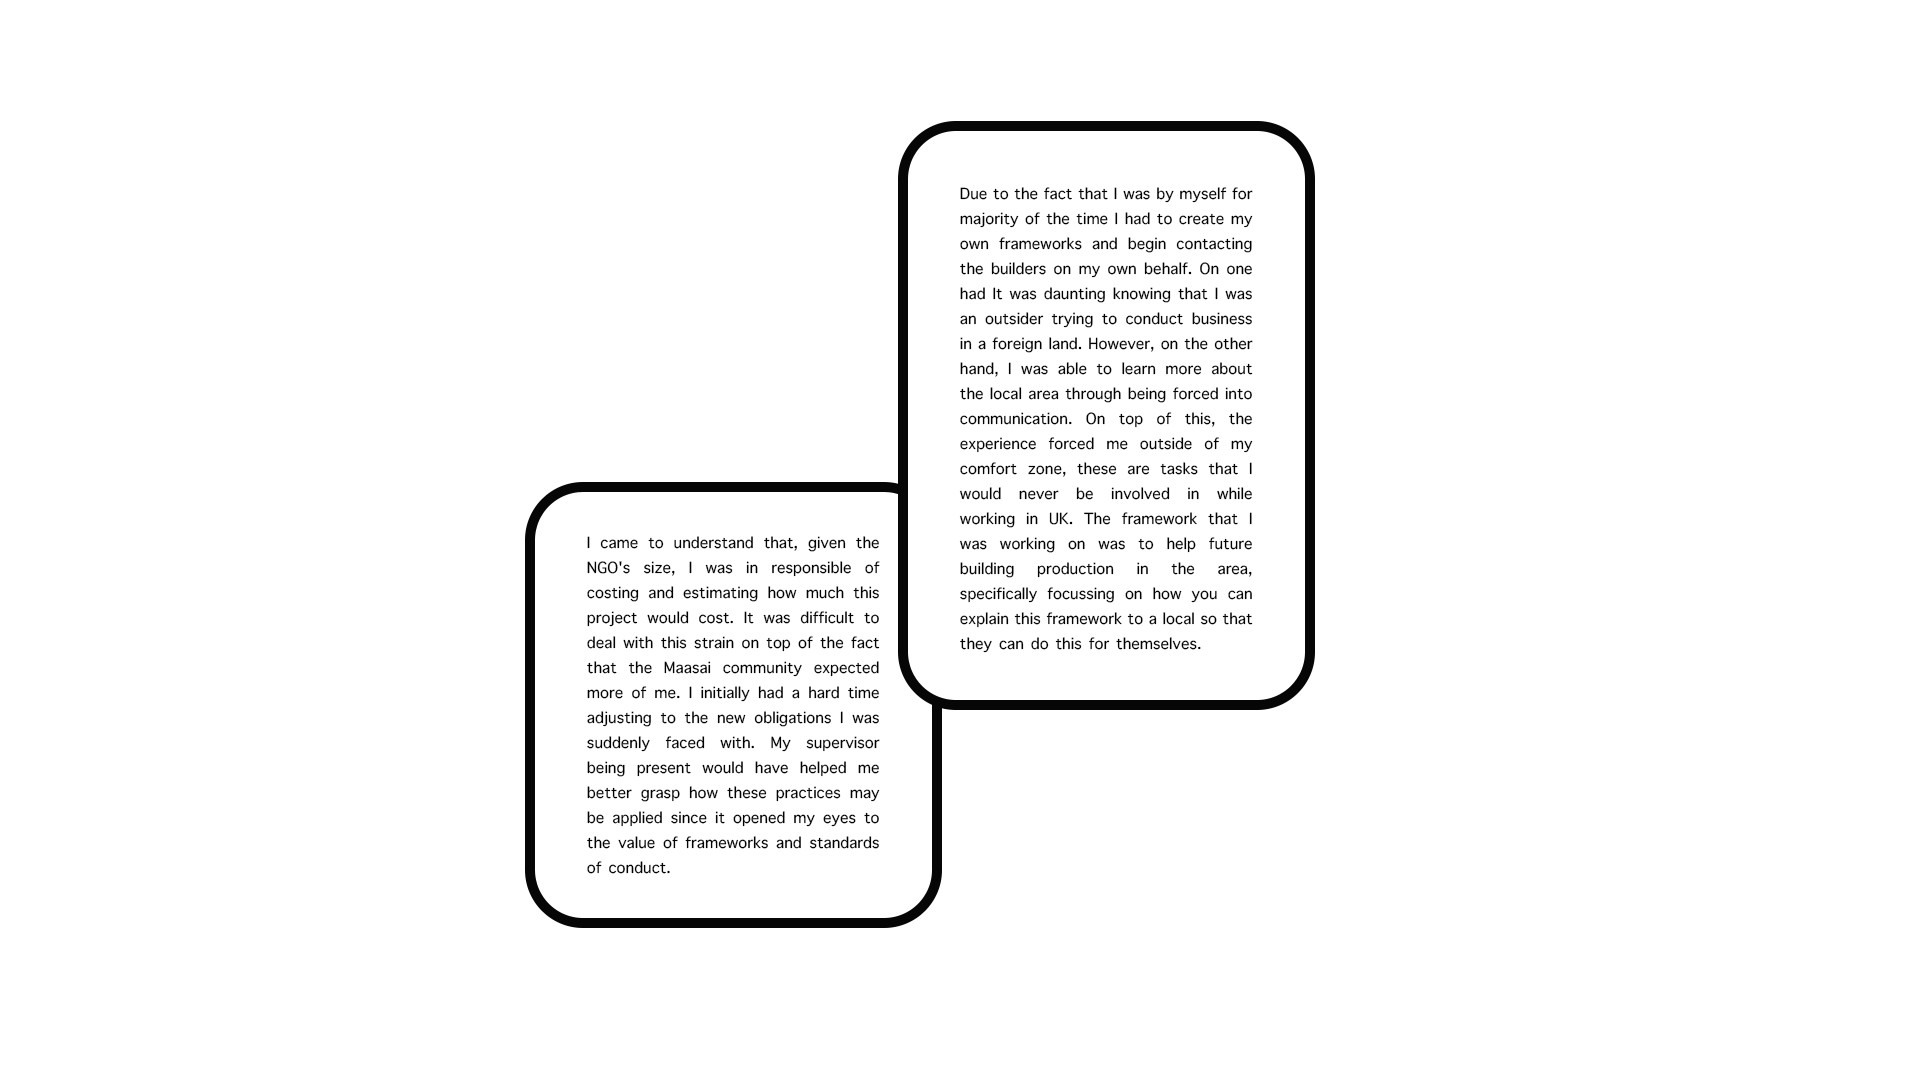 I came to understand that, given the
NGO's size, I was in responsible of
costing and estimating how much this
project would cost. It was difficult to
deal with this strain on top of the fact
that the Maasai community expected
more of me. I initially had a hard time
adjusting to the new obligations I was
suddenly faced with. My supervisor
being present would have helped me
better grasp how these practices may
be applied since it opened my eyes to
the value of frameworks and standards
of conduct.
Due to the fact that I was by myself for
majority of the time I had to create my
own frameworks and begin contacting
the builders on my own behalf. On one
had It was daunting knowing that I was
an outsider trying to conduct business
in a foreign land. However, on the other
hand, I was able to learn more about
the local area through being forced into
communication. On top of this, the
experience forced me outside of my
comfort zone, these are tasks that I
would never be involved in while
working in UK. The framework that I
was working on was to help future
building production in the area,
specifically focussing on how you can
explain this framework to a local so that
they can do this for themselves.